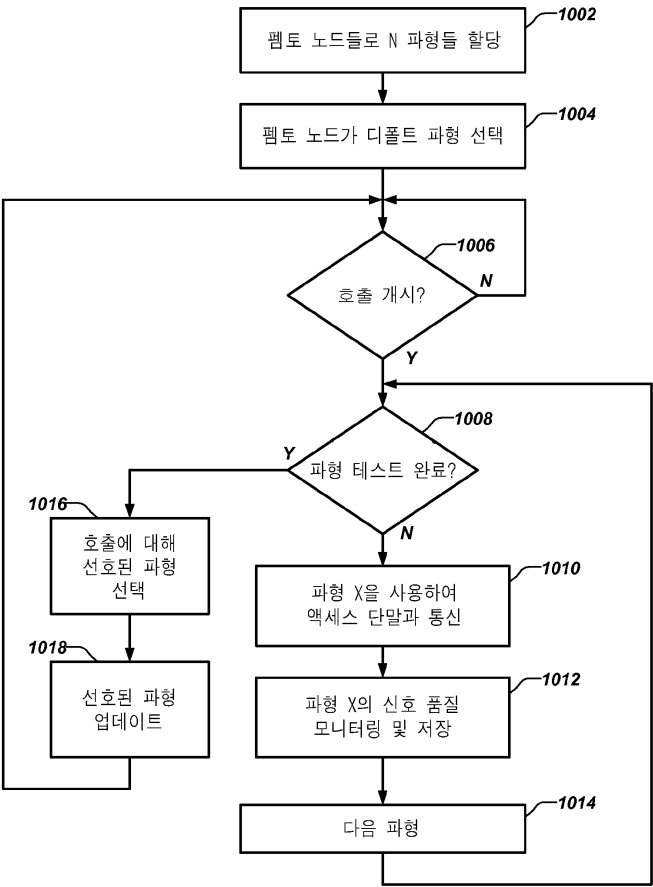 1002
펨토 노드들로 N 파형들 할당
1004
펨토 노드가 디폴트 파형 선택
1006
호출 개시?
N
Y
1008
파형 테스트 완료?
Y
N
1016
호출에 대해
선호된 파형
선택
1010
파형 X을 사용하여
액세스 단말과 통신
1018
선호된 파형
업데이트
1012
파형 X의 신호 품질
모니터링 및 저장
1014
다음 파형